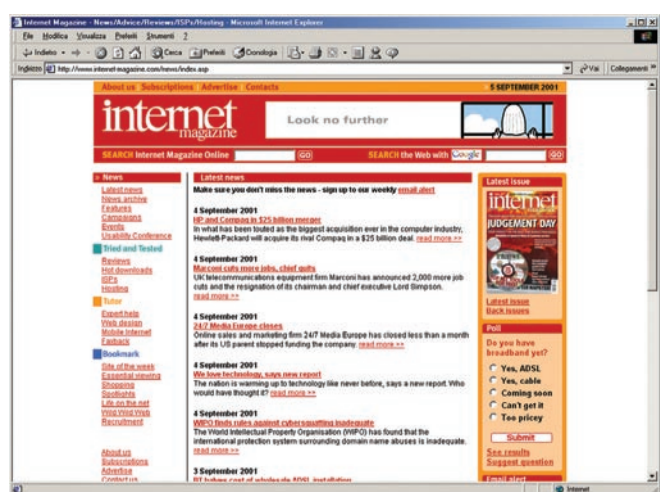 Internet Magazine - News/Advice/Reviews/ISPs/Hosting - Microsoft Internet Explorer
File Modifica Visualizza Preferiti Strumenti ?
Indietro Cerca Preferiti Cronologia
Indirizzo http://www.internet-magazine.com/news/index.asp Vai Collegamenti »
About us Subscriptions Advertise Contacts
5 SEPTEMBER 2001
internet
magazine
Look no further
SEARCH Internet Magazine Online GO
SEARCH the Web with Google GO
News
Latest news
News archive
Features
Campaigns
Events
Usability Conference
Tried and Tested
Reviews
Hot downloads
ISPs
Hosting
Tutor
Expert help
Web design
Mobile Internet
Fastrack
Bookmark
Site of the week
Essential viewing
Shopping
Spotlights
Life on the net
Wild Wild Web
Recruitment
About us
Subscriptions
Advertise
Contact us
Latest news
Make sure you don't miss the news - sign up to our weekly email alert
4 September 2001
HP and Compaq in $25 billion merger
In what has been touted as the biggest acquisition ever in the computer industry,
Hewlett-Packard will acquire its rival Compaq in a $25 billion deal. read more >>
4 September 2001
Marconi cuts more jobs, chief quits
UK telecommunications equipment firm Marconi has announced 2,000 more job
cuts and the resignation of its chairman and chief executive Lord Simpson.
read more >>
4 September 2001
24/7 Media Europe closes
Online sales and marketing firm 24/7 Media Europe has closed less than a month
after its US parent stopped funding the company. read more >>
4 September 2001
We love technology, says new report
The nation is warming up to technology like never before, says a new report. Who
would have thought it? read more >>
4 September 2001
WIPO finds rules against cybersquatting inadequate
The World Intellectual Property Organisation (WIPO) has found that the
international protection system surrounding domain name abuses is inadequate.
read more >>
3 September 2001
BT halves cost of wholesale ADSL installation
Latest issue
internet
JUDGEMENT DAY
Latest issue
Back issues
Poll
Do you have
broadband yet?
Yes, ADSL
Yes, cable
Coming soon
Can't get it
Too pricey
Submit
See results
Suggest question
Email alert
Internet